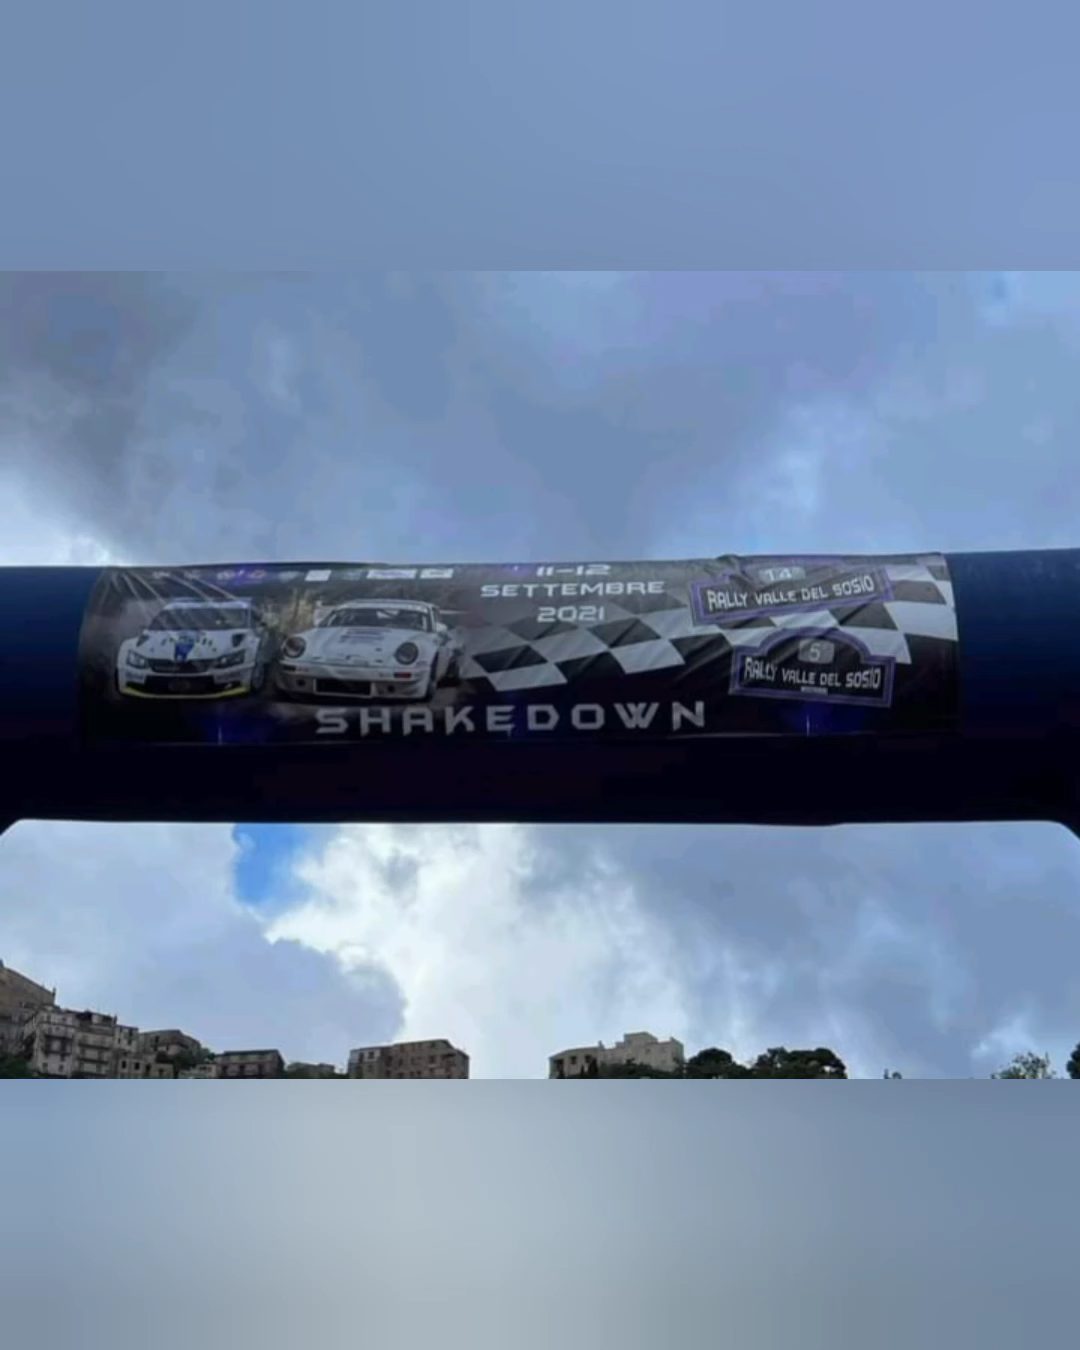 11-12
SETTEMBRE
2021
14
RALLY VALLE DEL SOSIO
5
RALLY VALLE DEL SOSIO
SHAKEDOWN